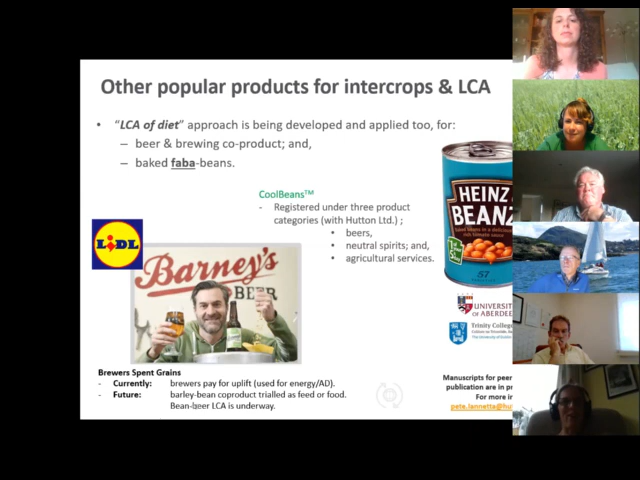 Other popular products for intercrops & LCA
• "LCA of diet" approach is being developed and applied too, for:
– beer & brewing co-product; and,
– baked faba-beans.
CoolBeans™
- Registered under three product
categories (with Hutton Ltd.) ;
• beers,
• neutral spirits; and,
• agricultural services.
HEINZ
BEANZ
57
LIDL
Barney's
BEER
UNIVERSIT
OF ABERDEE
Trinity College
Brewers Spent Grains
- Currently: brewers pay for uplift (used for energy/AD).
- Future: barley-bean coproduct trialled as feed or food.
Bean-beer LCA is underway.
Manuscripts for peer
publication are in pr
For more in
pete.iannetta@hu